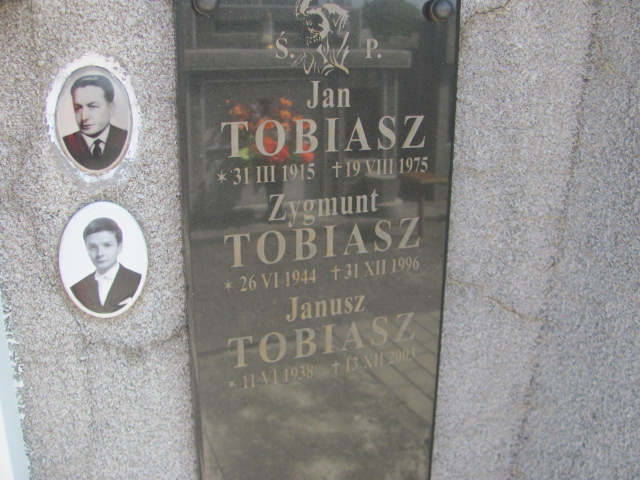 Ś. P.
Jan
TOBIASZ
* 31 III 1915 † 19 VIII 1975
Zygmunt
TOBIASZ
* 26 VI 1944 † 31 XII 1996
Janusz
TOBIASZ
* 11 VI 1938 † 13 XII 2003